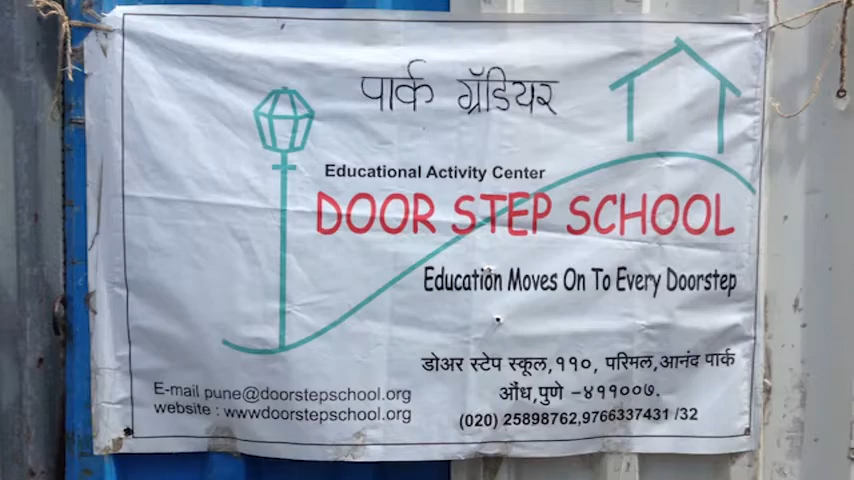 पार्क ग्रॅडियर
Educational Activity Center
DOOR STEP SCHOOL
Education Moves On To Every Doorstep
डोअर स्टेप स्कूल,११०, परिमल,आनंद पार्क
औंध,पुणे -४११००७.
(020) 25898762,9766337431 /32
E-mail pune@doorstepschool.org
website : wwwdoorstepschool.org